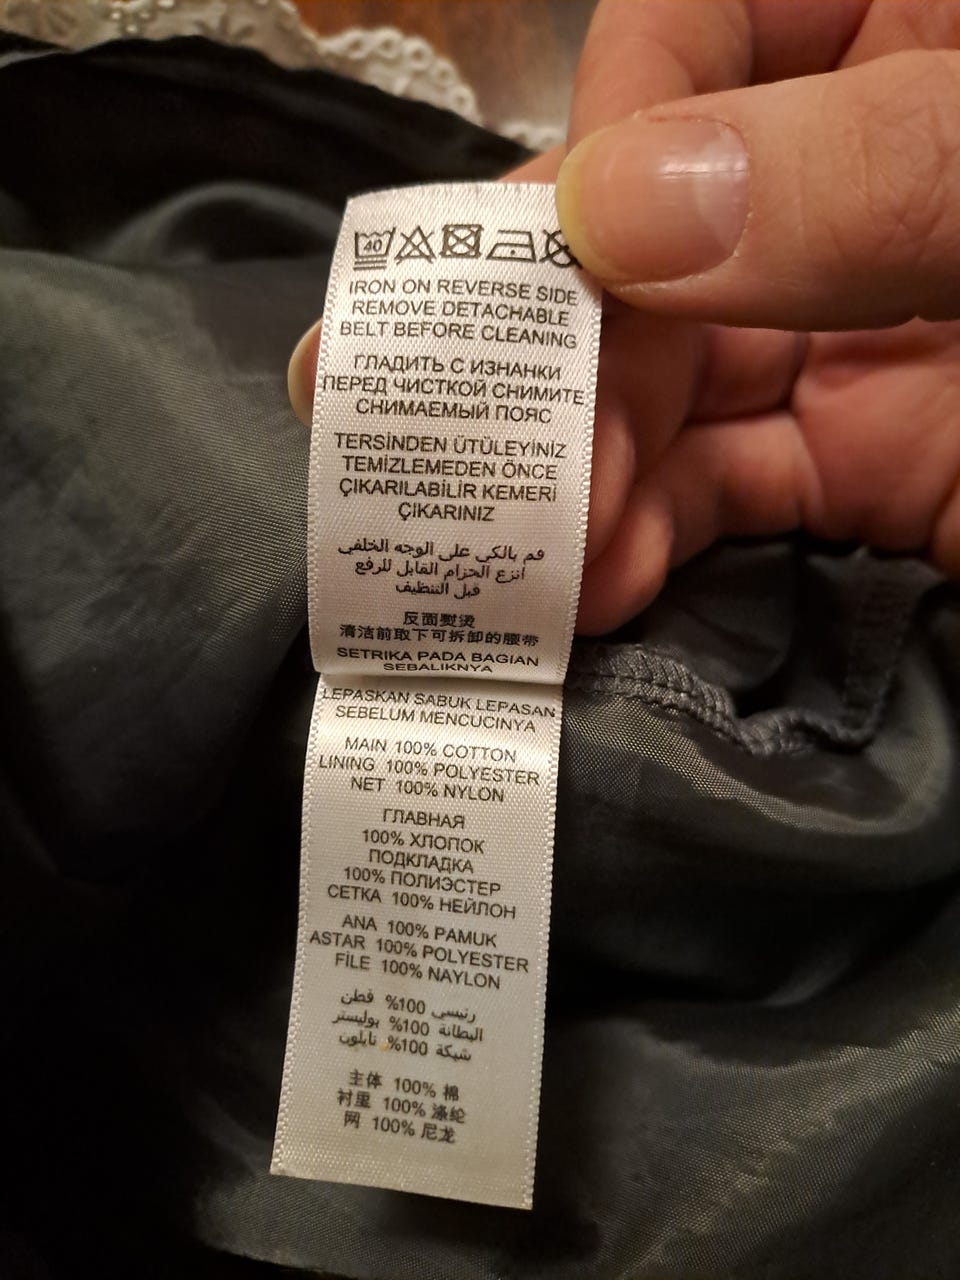 40
IRON ON REVERSE SIDE
REMOVE DETACHABLE
BELT BEFORE CLEANING
ГЛАДИТЬ С ИЗНАНКИ
ПЕРЕД ЧИСТКОЙ СНИМИТЕ
СНИМАЕМЫЙ ПОЯС
TERSİNDEN ÜTÜLEYİNİZ
TEMİZLEMEDEN ÖNCE
ÇIKARILABİLİR KEMERİ
ÇIKARINIZ
قم بالكي على الوجه الخلفي
انزع الحزام القابل للرفع
قبل التنظيف
反面熨烫
清洁前取下可拆卸的腰带
SETRIKA PADA BAGIAN
SEBALIKNYA
LEPASKAN SABUK LEPASAN
SEBELUM MENCUCINYA
MAIN 100% COTTON
LINING 100% POLYESTER
NET 100% NYLON
ГЛАВНАЯ
100% ХЛОПОК
ПОДКЛАДКА
100% ПОЛИЭСТЕР
СЕТКА 100% НЕЙЛОН
ANA 100% PAMUK
ASTAR 100% POLYESTER
FİLE 100% NAYLON
رئيسي 100% قطن
البطانة 100% بوليستر
شبكة 100% نايلون
主体 100% 棉
衬里 100% 涤纶
网 100% 尼龙